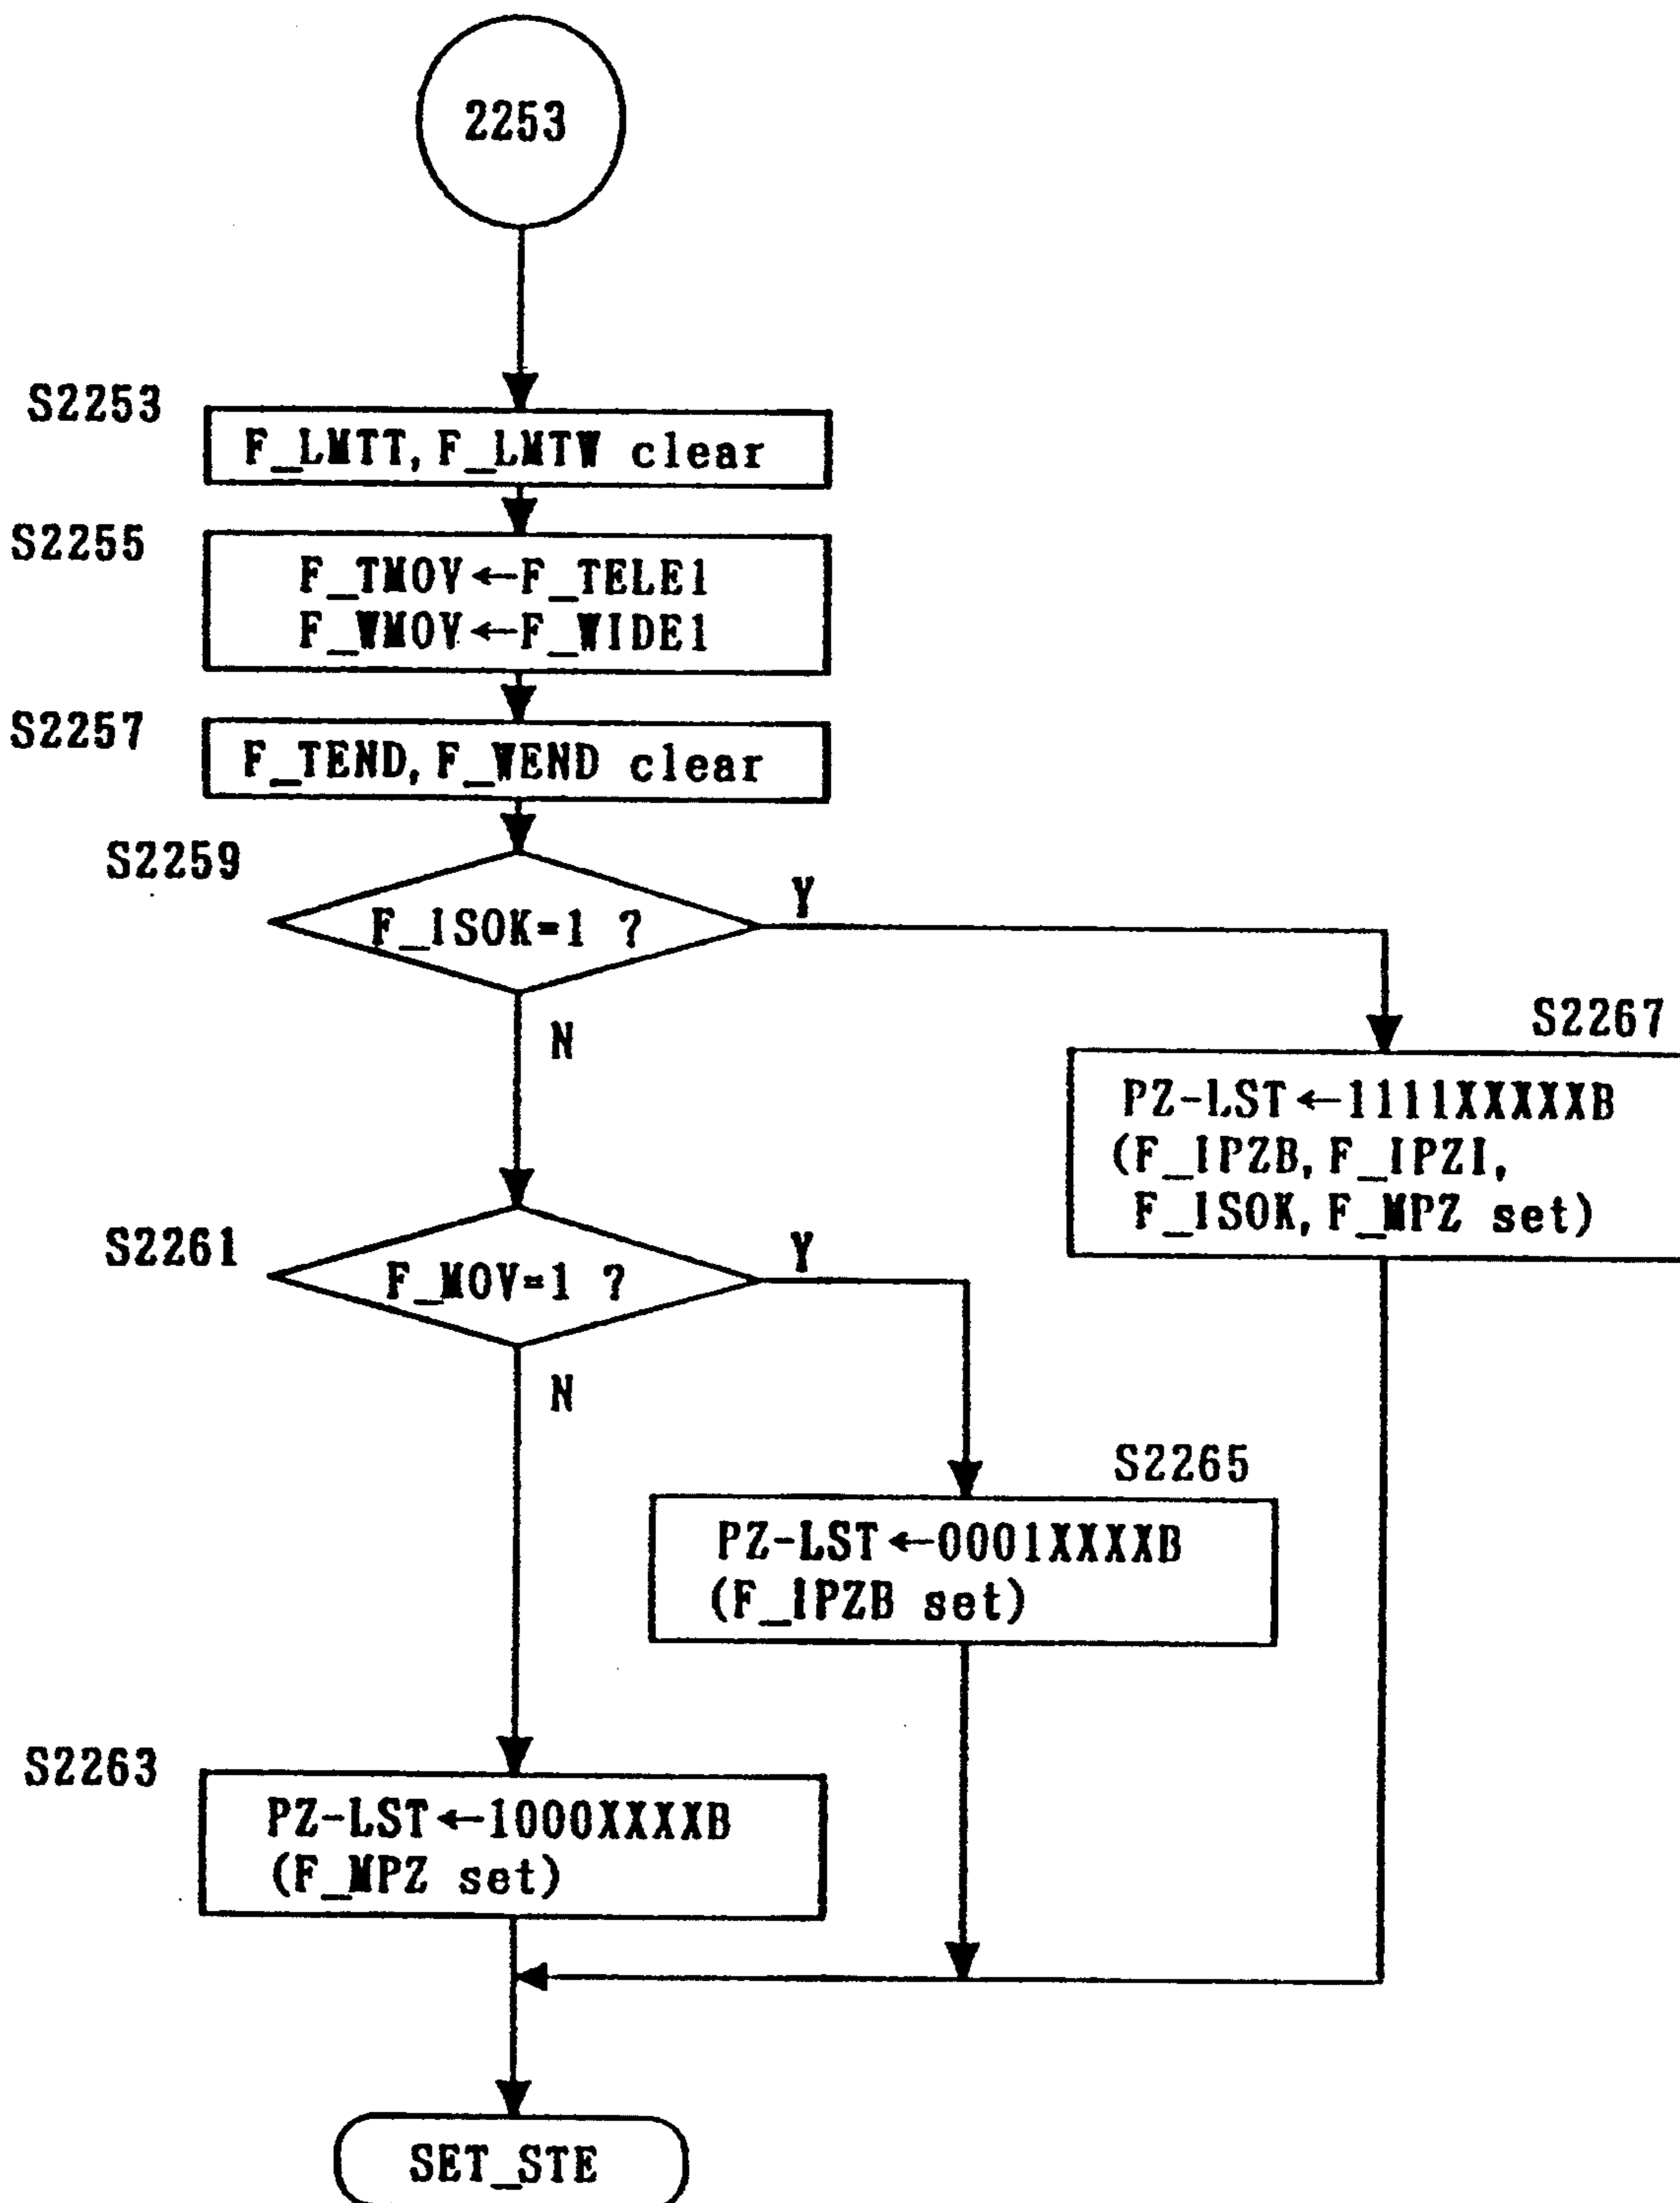 2253
S2253
F_LMTT, F_LMTW clear
S2255
F_TMOV←F_TELE1
F_WMOV←F_WIDE1
S2257
F_TEND, F_WEND clear
S2259
F_ISOK=1 ?
Y
N
S2267
PZ-LST←1111XXXXXB
(F_IPZB, F_IPZI,
F_ISOK, F_MPZ set)
S2261
F_MOV=1 ?
Y
N
S2265
PZ-LST←0001XXXXB
(F_IPZB set)
S2263
PZ-LST←1000XXXXB
(F_MPZ set)
SET_STE